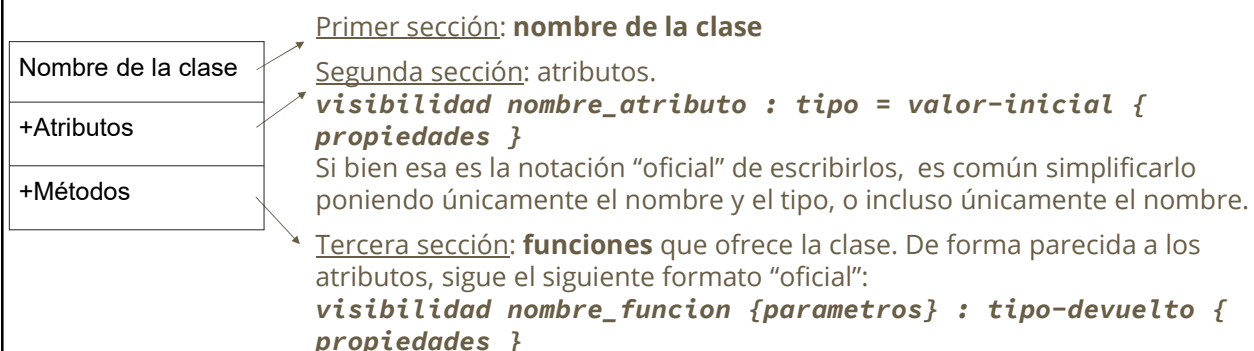 Nombre de la clase
+Atributos
+Métodos
Primer sección: nombre de la clase
Segunda sección: atributos.
visibilidad nombre_atributo : tipo = valor-inicial {
propiedades }
Si bien esa es la notación “oficial” de escribirlos, es común simplificarlo
poniendo únicamente el nombre y el tipo, o incluso únicamente el nombre.
Tercera sección: funciones que ofrece la clase. De forma parecida a los
atributos, sigue el siguiente formato “oficial”:
visibilidad nombre_funcion {parametros} : tipo-devuelto {
propiedades }